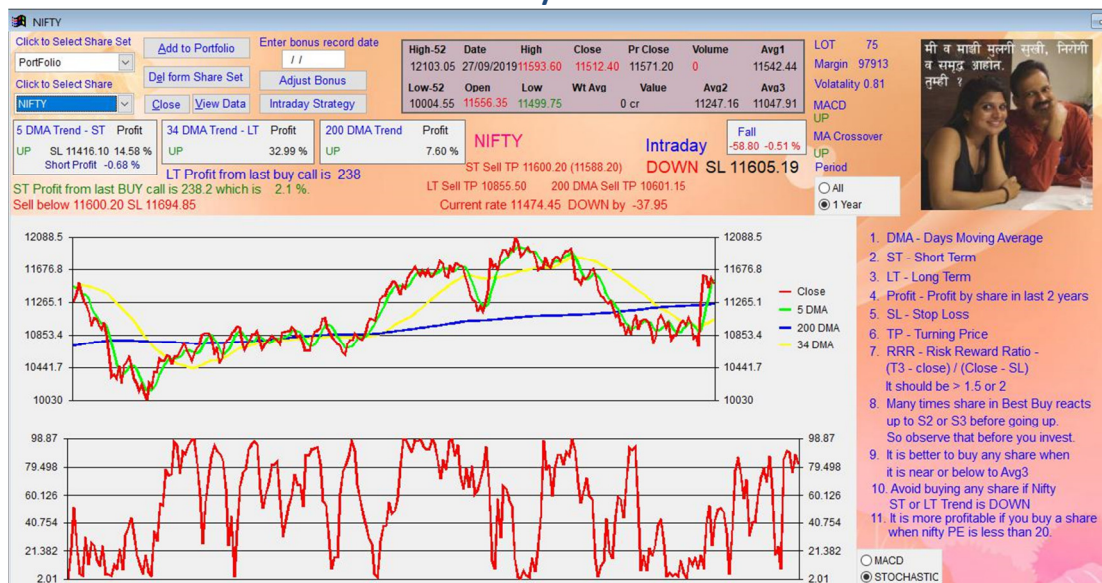 NIFTY
Click to Select Share Set
PortFolio
Click to Select Share
NIFTY
Add to Portfolio
Del form Share Set
Close View Data
Enter bonus record date
/ /
Adjust Bonus
Intraday Strategy
High-52 Date High Close Pr Close Volume Avg1
12103.05 27/09/2019 11593.60 11512.40 11571.20 0 11542.44
Low-52 Open Low Wt Avg Value Avg2 Avg3
10004.55 11556.35 11499.75 0 cr 11247.16 11047.91
LOT 75
Margin 97913
Volatality 0.81
MACD
UP
MA Crossover
UP
Period
All
1 Year
मी व माझी मुलगी सुखी, निरोगी
व समृद्ध आहोत.
तुम्ही ?
5 DMA Trend - ST Profit
UP SL 11416.10 14.58 %
Short Profit -0.68 %
34 DMA Trend - LT Profit
UP 32.99 %
200 DMA Trend Profit
UP 7.60 %
LT Profit from last buy call is 238
ST Profit from last BUY call is 238.2 which is 2.1 %.
Sell below 11600.20 SL 11694.85
NIFTY
Intraday
Fall
-58.80 -0.51 %
ST Sell TP 11600.20 (11588.20)
DOWN SL 11605.19
LT Sell TP 10855.50 200 DMA Sell TP 10601.15
Current rate 11474.45 DOWN by -37.95
12088.5 12088.5
11676.8 11676.8
11265.1 11265.1
10853.4 10853.4
10441.7 10441.7
10030 10030
Close
5 DMA
200 DMA
34 DMA
98.87 98.87
79.498 79.498
60.126 60.126
40.754 40.754
21.382 21.382
2.01 2.01
1. DMA - Days Moving Average
2. ST - Short Term
3. LT - Long Term
4. Profit - Profit by share in last 2 years
5. SL - Stop Loss
6. TP - Turning Price
7. RRR - Risk Reward Ratio -
(T3 - close) / (Close - SL)
It should be > 1.5 or 2
8. Many times share in Best Buy reacts
up to S2 or S3 before going up.
So observe that before you invest.
9. It is better to buy any share when
it is near or below to Avg3
10. Avoid buying any share if Nifty
ST or LT Trend is DOWN
11. It is more profitable if you buy a share
when nifty PE is less than 20.
MACD
STOCHASTIC